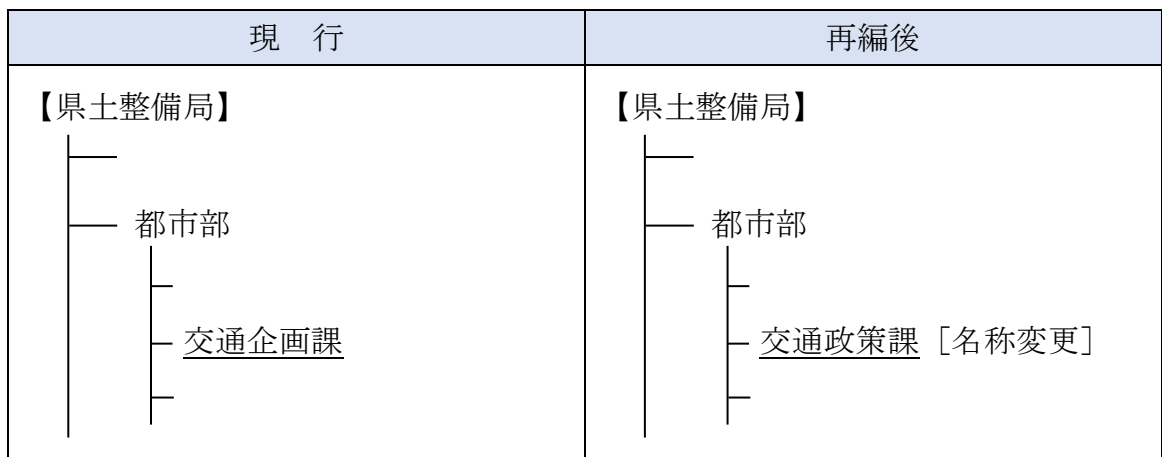 現　行
再編後
【県土整備局】
都市部
交通企画課
【県土整備局】
都市部
交通政策課［名称変更］